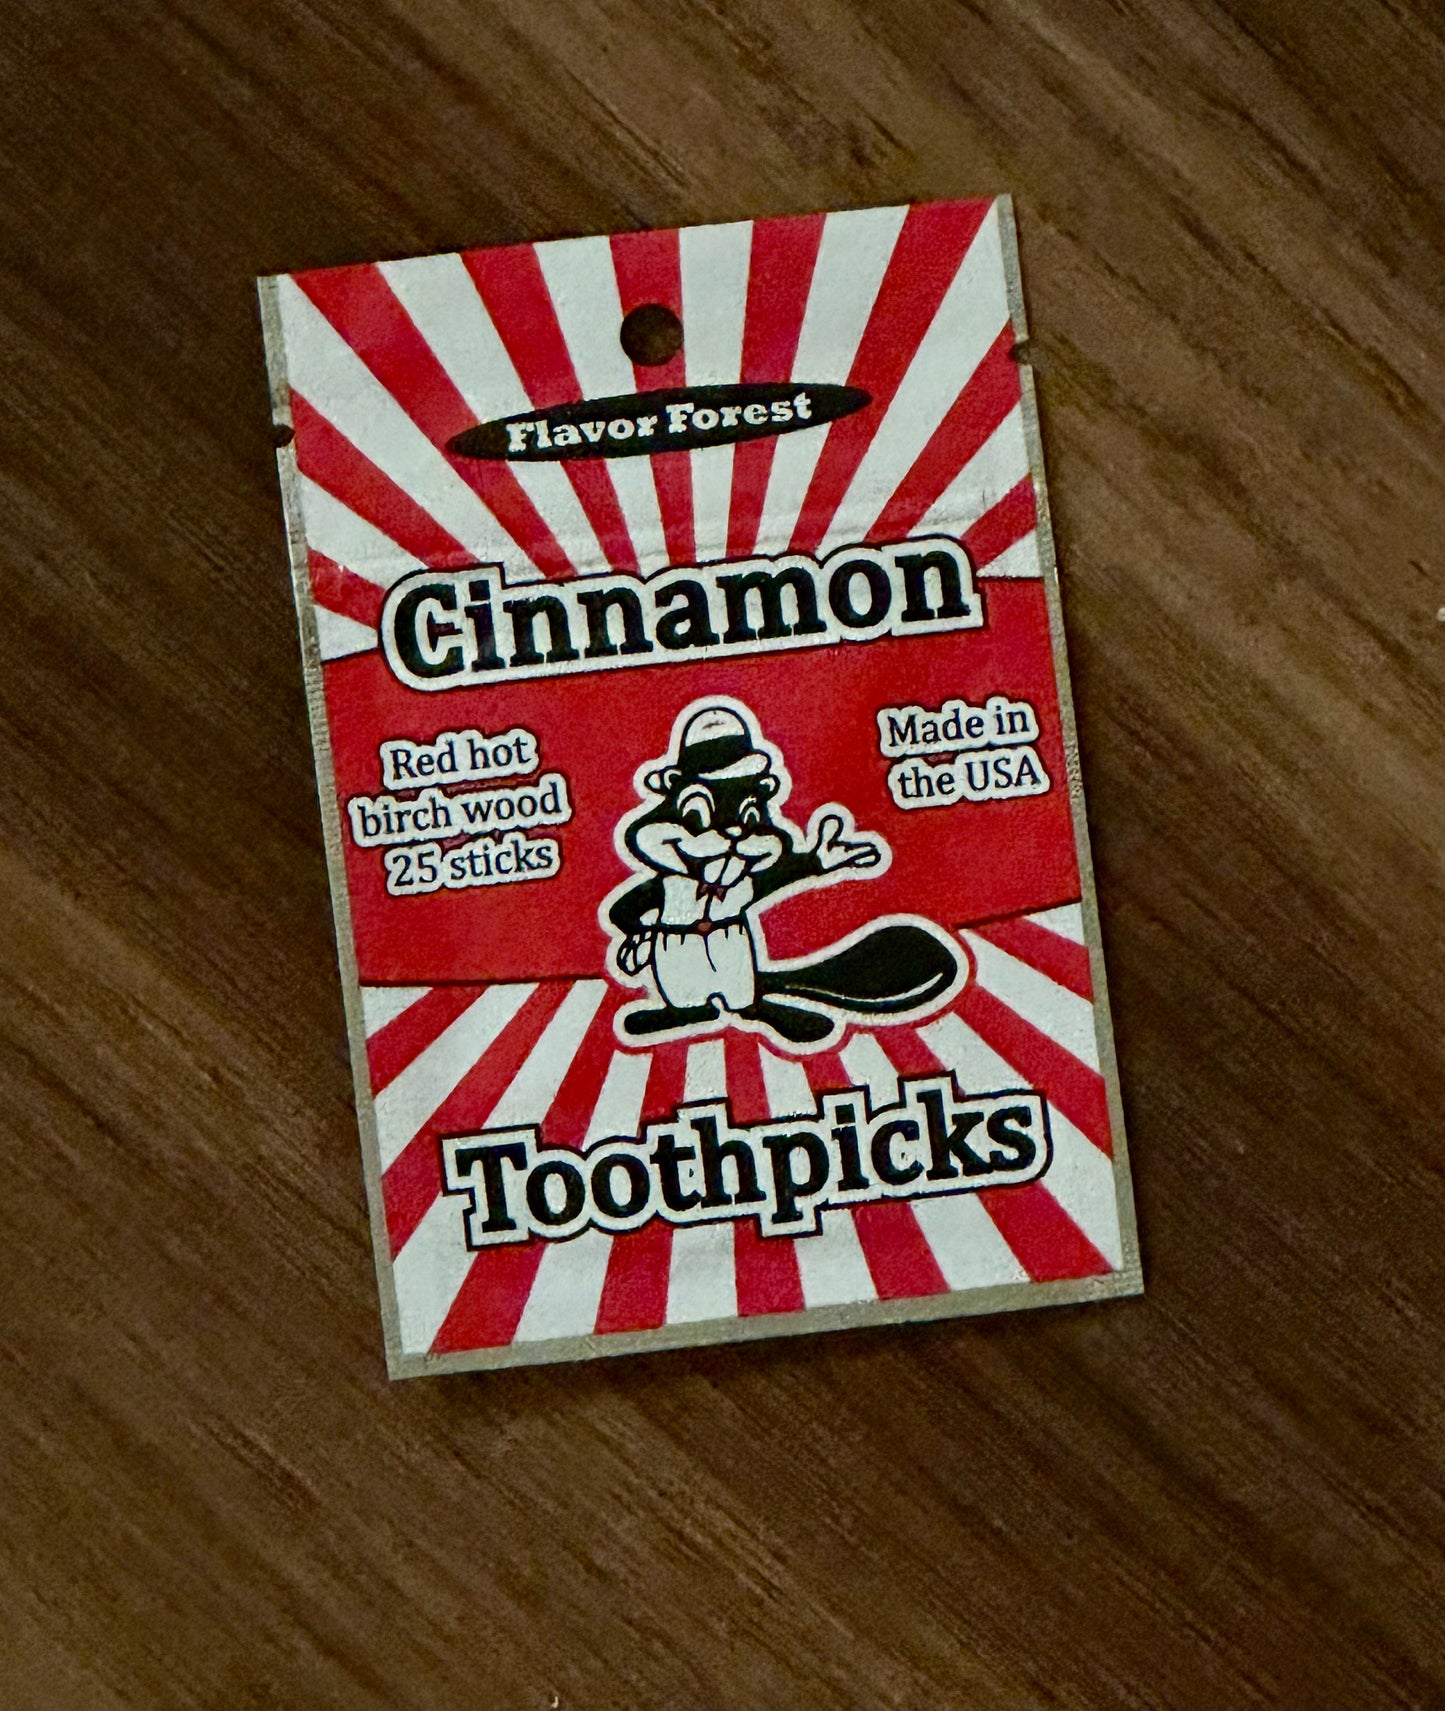 Flavor Forest
Cinnamon
Red hot
birch wood
25 sticks
Made in
the USA
Toothpicks